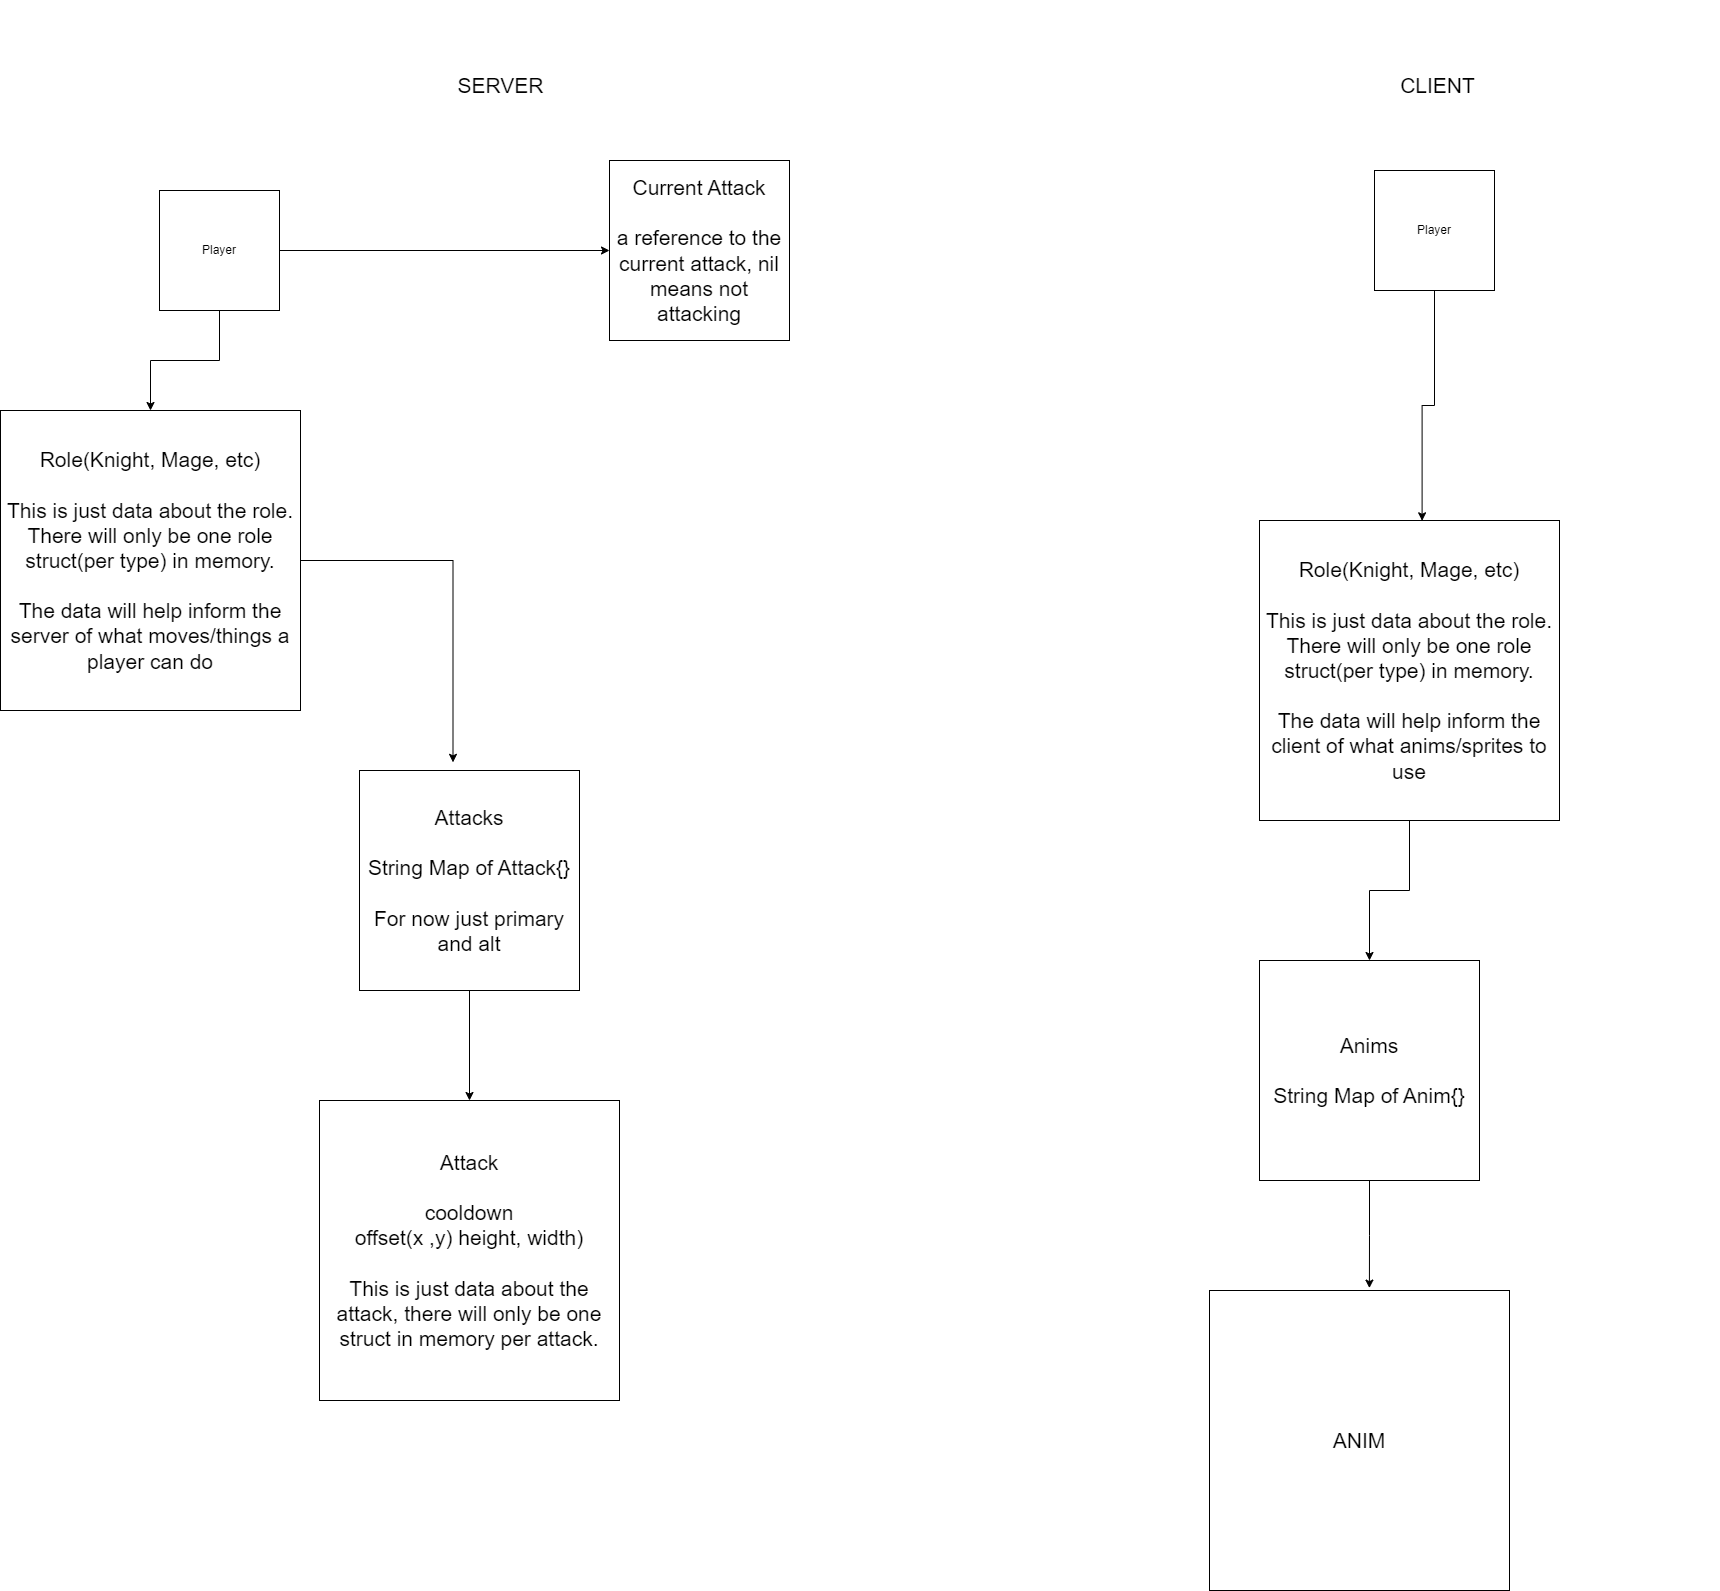 SERVER
CLIENT
Player
Current Attack
a reference to the
current attack, nil
means not
attacking
Player
Role(Knight, Mage, etc)
This is just data about the role.
There will only be one role
struct(per type) in memory.
The data will help inform the
server of what moves/things a
player can do
Role(Knight, Mage, etc)
This is just data about the role.
There will only be one role
struct(per type) in memory.
The data will help inform the
client of what anims/sprites to
use
Attacks
String Map of Attack{}
For now just primary
and alt
Anims
String Map of Anim{}
Attack
cooldown
offset(x ,y) height, width)
This is just data about the
attack, there will only be one
struct in memory per attack.
ANIM